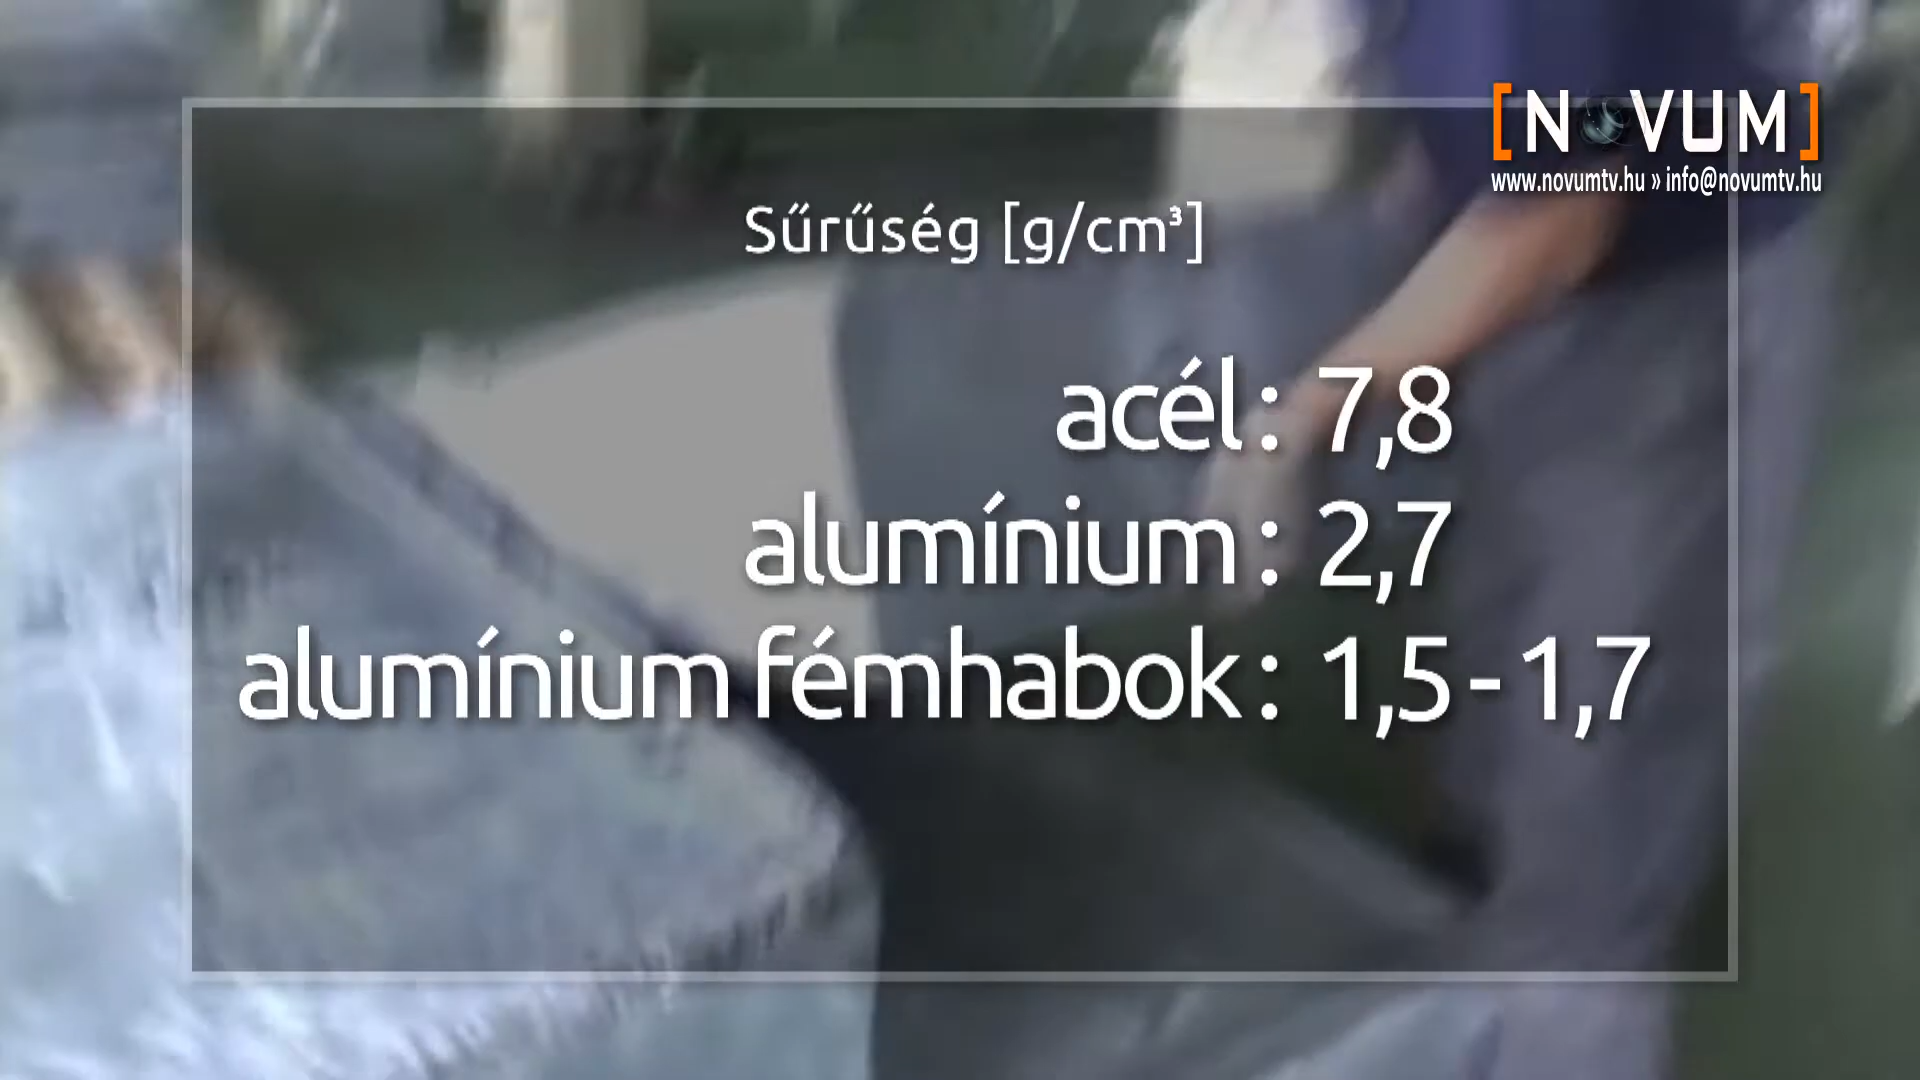 [NOVUM]
www.novumtv.hu » info@novumtv.hu
Sűrűség [g/cm³]
acél: 7,8
alumínium: 2,7
alumínium fémhabok: 1,5 - 1,7